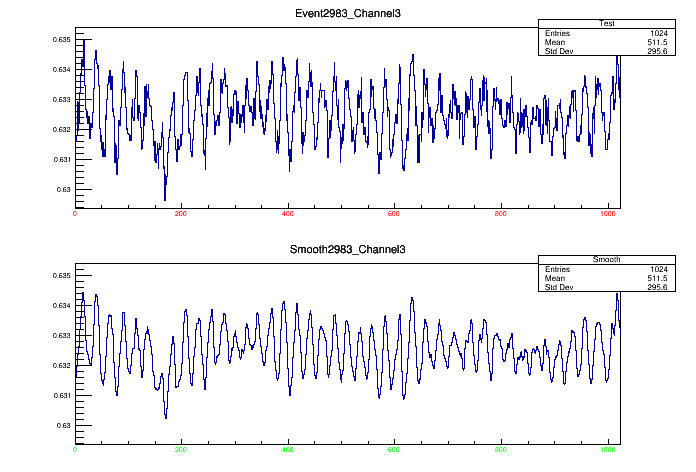 Event2983_Channel3
Test
Entries 1024
Mean 511.5
Std Dev 295.6
0.635
0.634
0.633
0.632
0.631
0.63
0 200 400 600 800 1000
Smooth2983_Channel3
Smooth
Entries 1024
Mean 511.5
Std Dev 295.6
0.635
0.634
0.633
0.632
0.631
0.63
0 200 400 600 800 1000